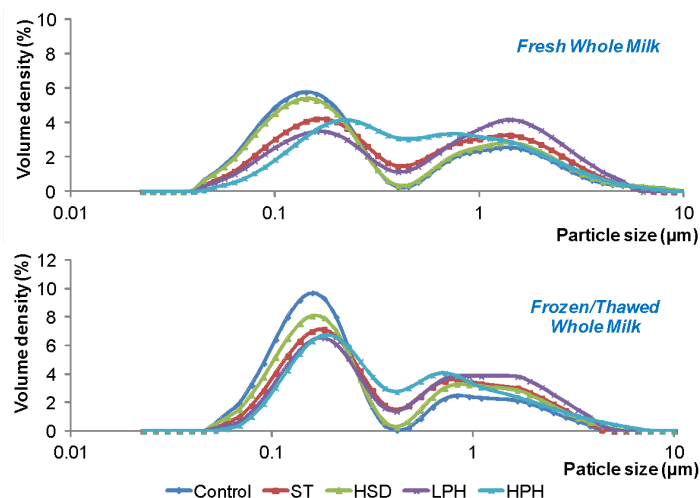 10
8
6
4
2
0
Volume density (%)
Fresh Whole Milk
0.01
0.1
1
10
Particle size (µm)
12
10
8
6
4
2
0
Volume density (%)
Frozen/Thawed
Whole Milk
0.01
0.1
1
10
Paticle size (µm)
Control
ST
HSD
LPH
HPH